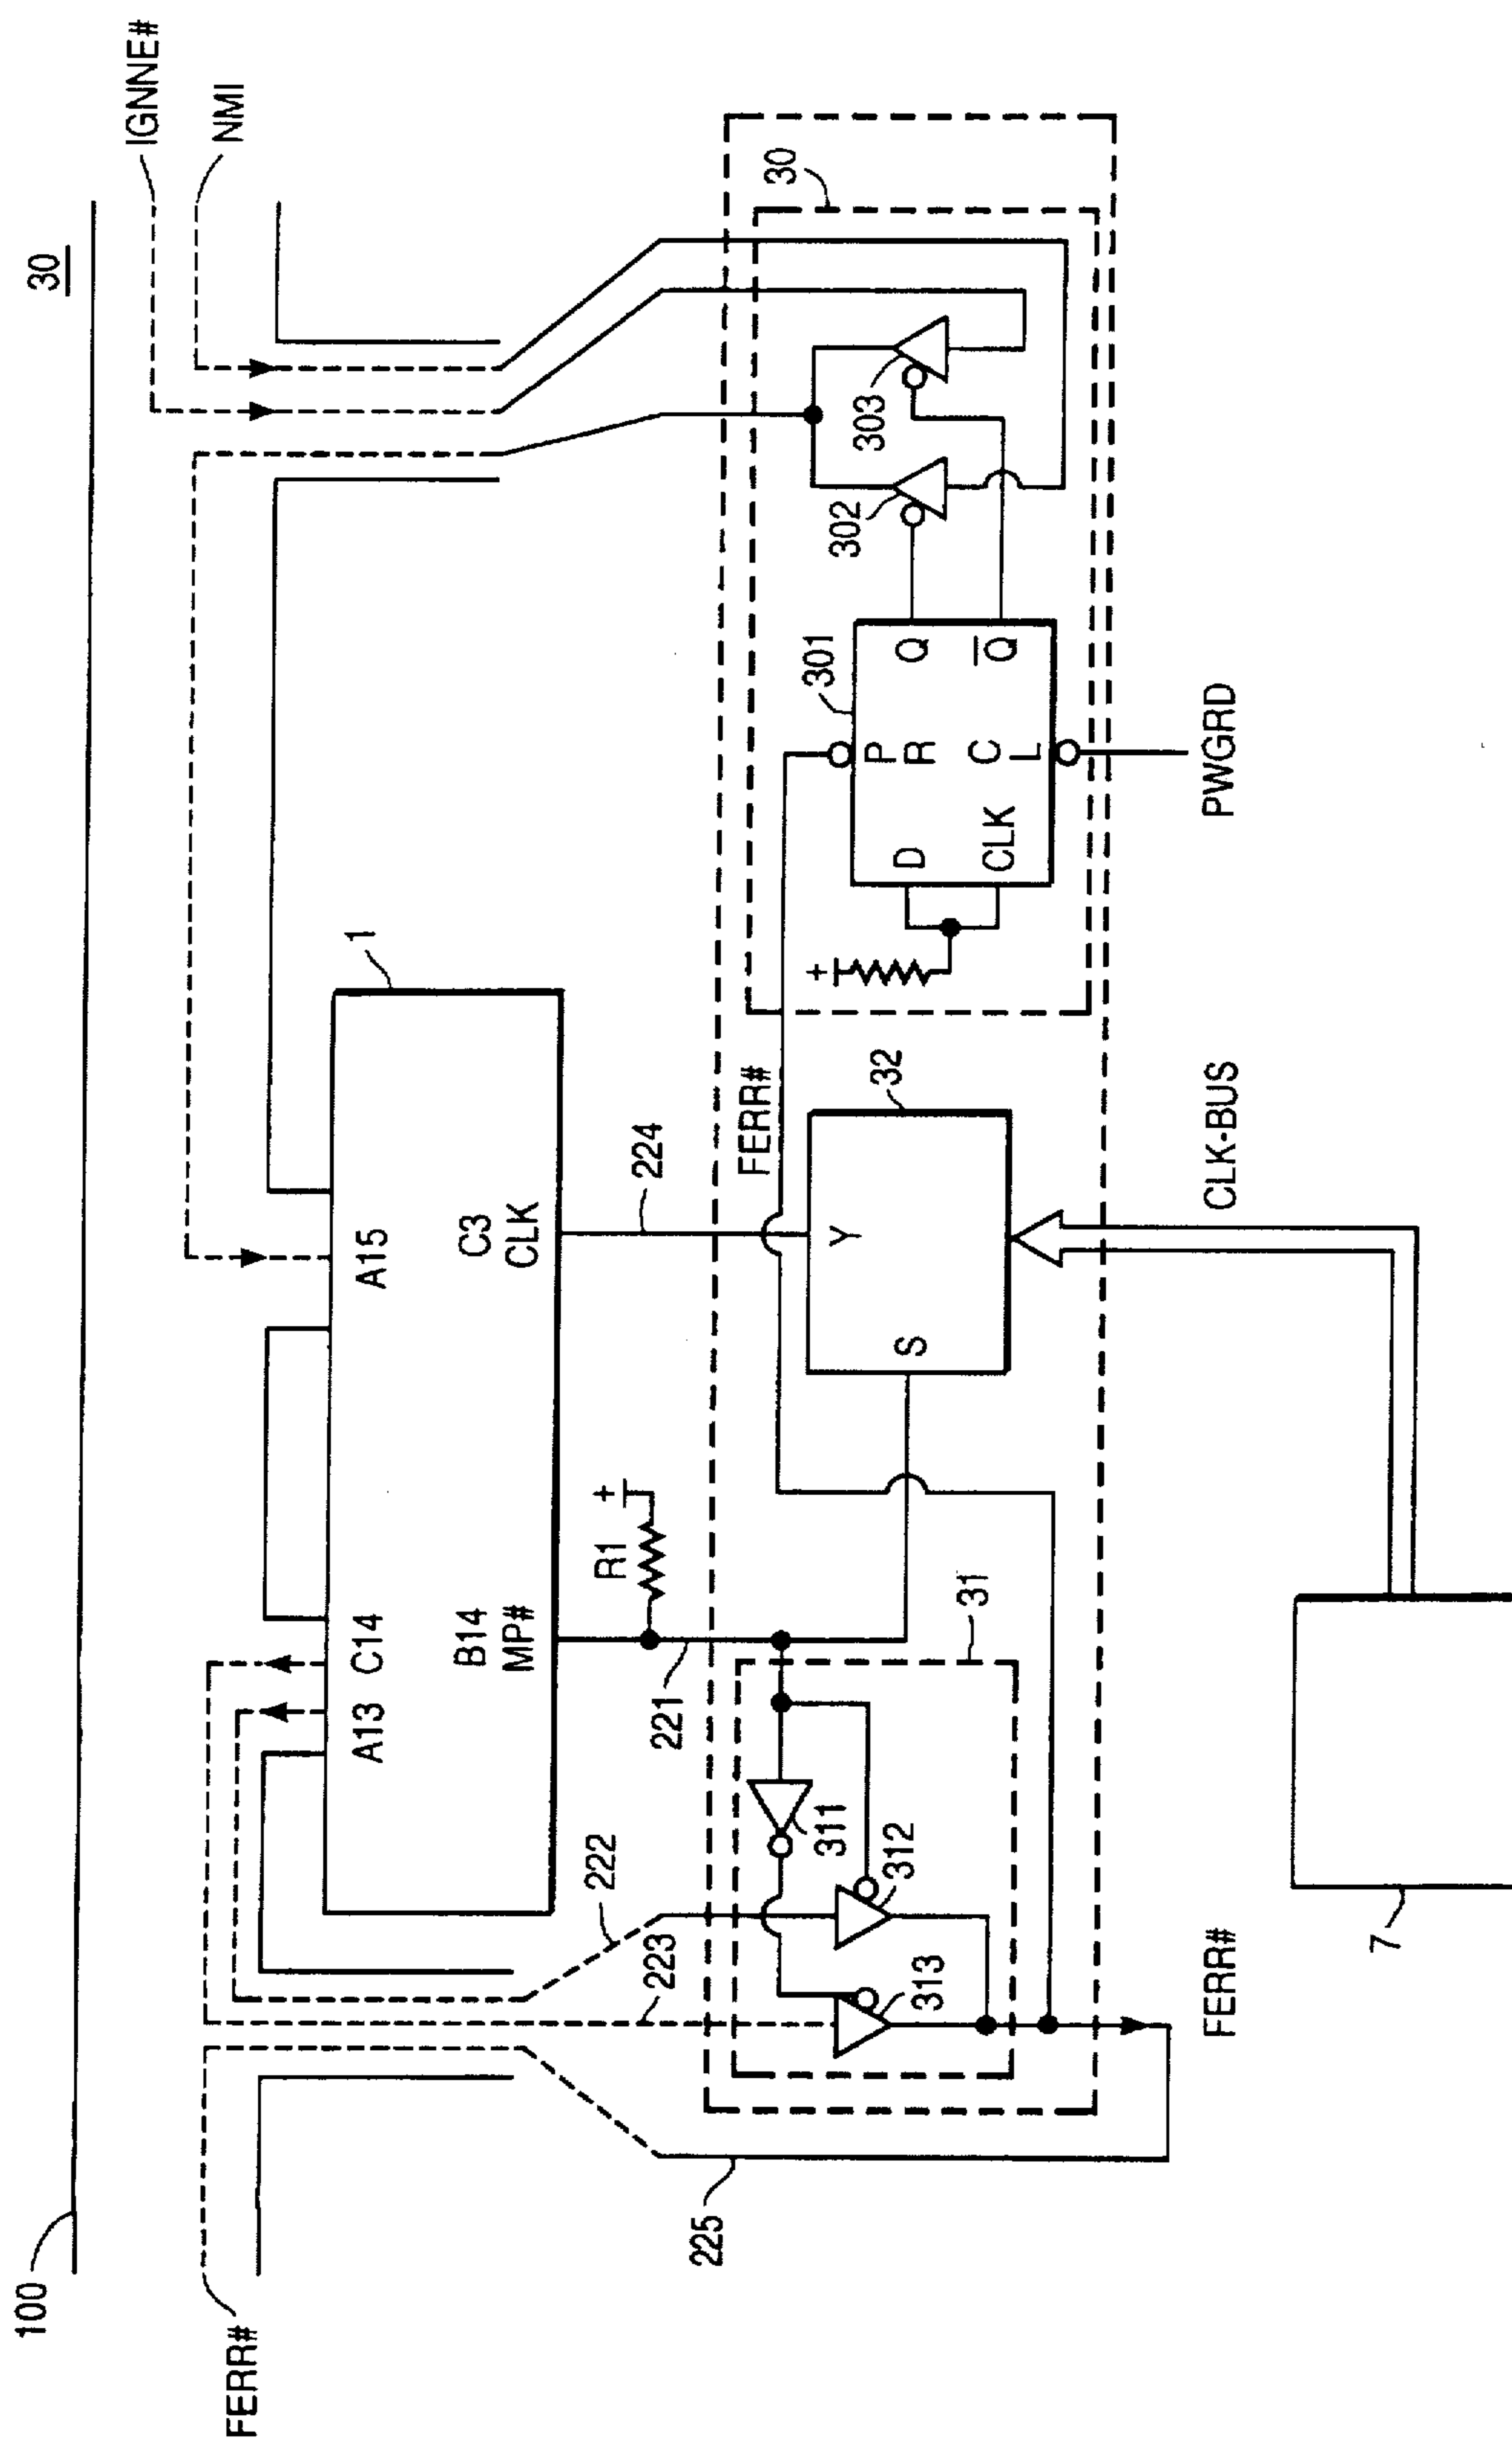 30
IGNNE#
NMI
100
FERR#
A13
C14
A15
1
B14
MP#
C3
CLK
R1
+
221
222
223
224
225
FERR#
30
31
311
312
313
32
Y
S
301
P
R
D
Q
C
L
CLK
Q
+
302
303
FERR#
CLK-BUS
PWGRD
7